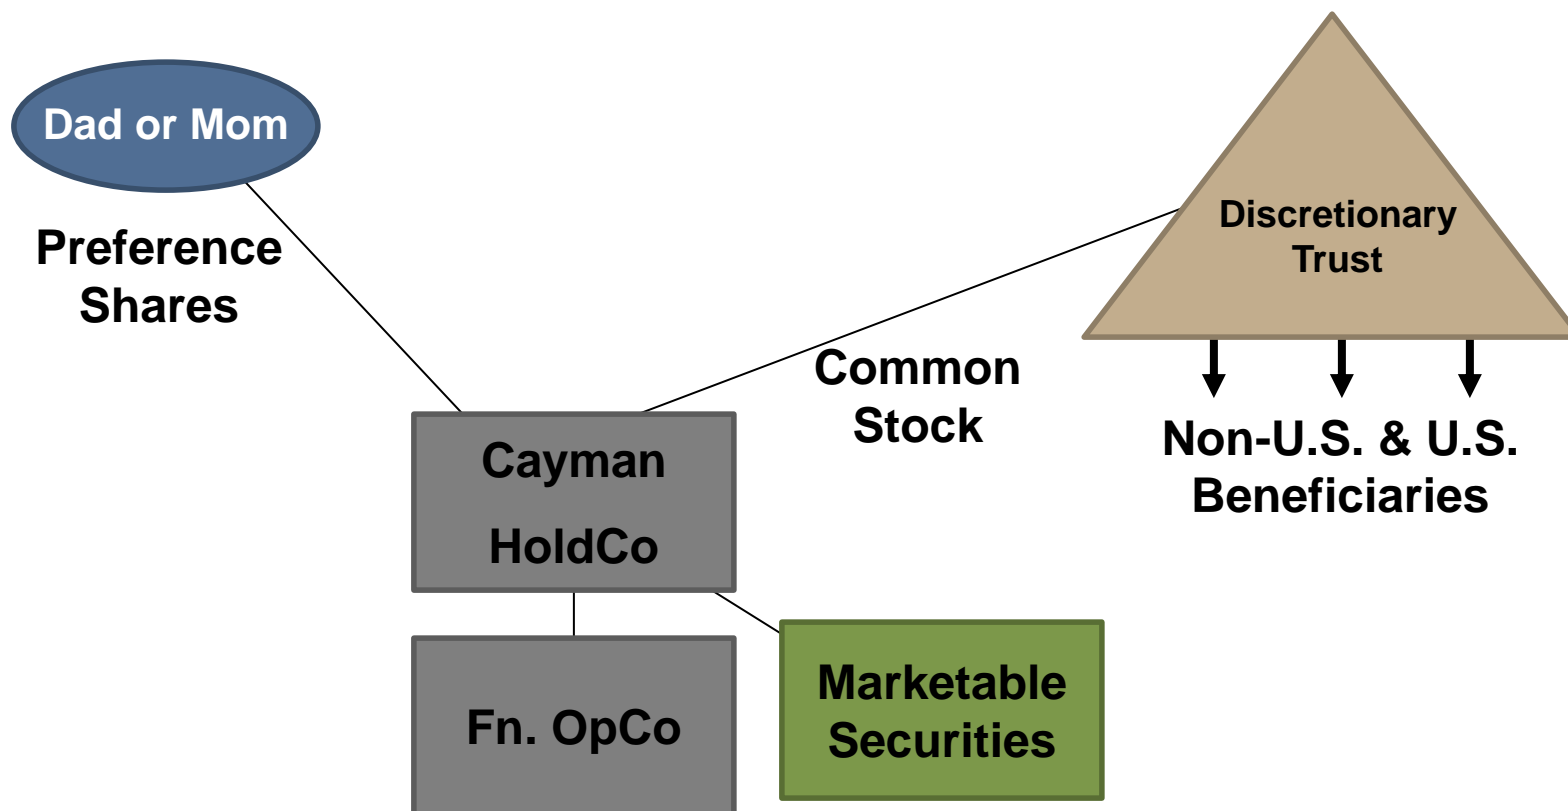 Dad or Mom
Preference
Shares
Discretionary
Trust
Common
Stock
Non-U.S. & U.S.
Beneficiaries
Cayman
HoldCo
Fn. OpCo
Marketable
Securities